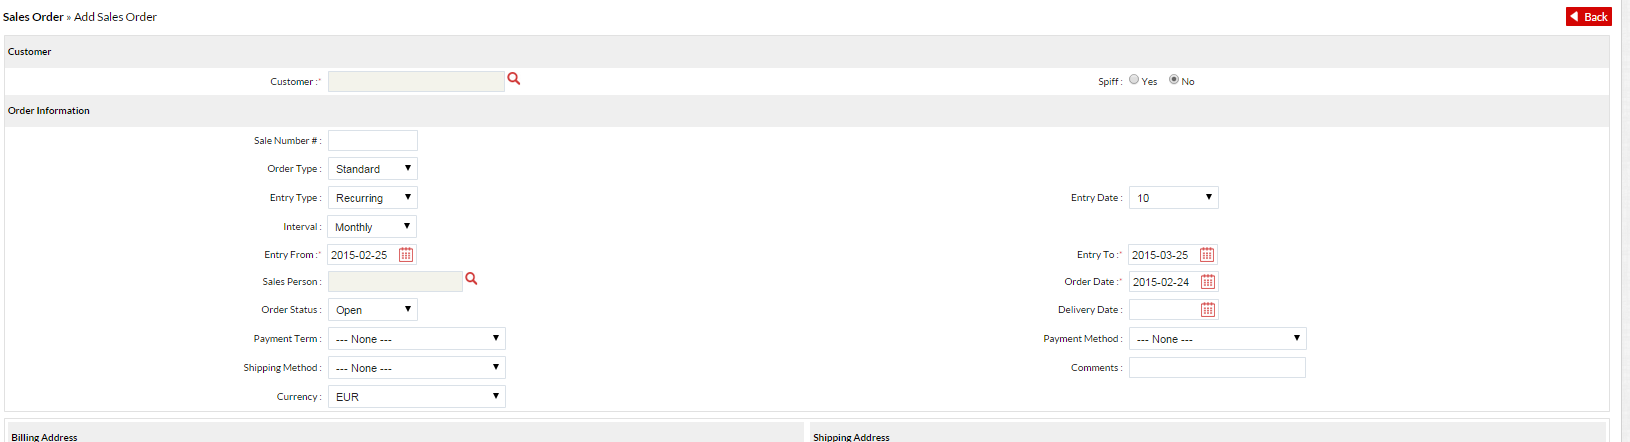 Sales Order » Add Sales Order
Back
Customer
Customer :*
Spiff : Yes No
Order Information
Sale Number # :
Order Type : Standard
Entry Type : Recurring
Entry Date : 10
Interval : Monthly
Entry From :* 2015-02-25
Entry To :* 2015-03-25
Sales Person :
Order Date :* 2015-02-24
Order Status : Open
Delivery Date :
Payment Term : --- None ---
Payment Method : --- None ---
Shipping Method : --- None ---
Comments :
Currency : EUR
Billing Address
Shipping Address